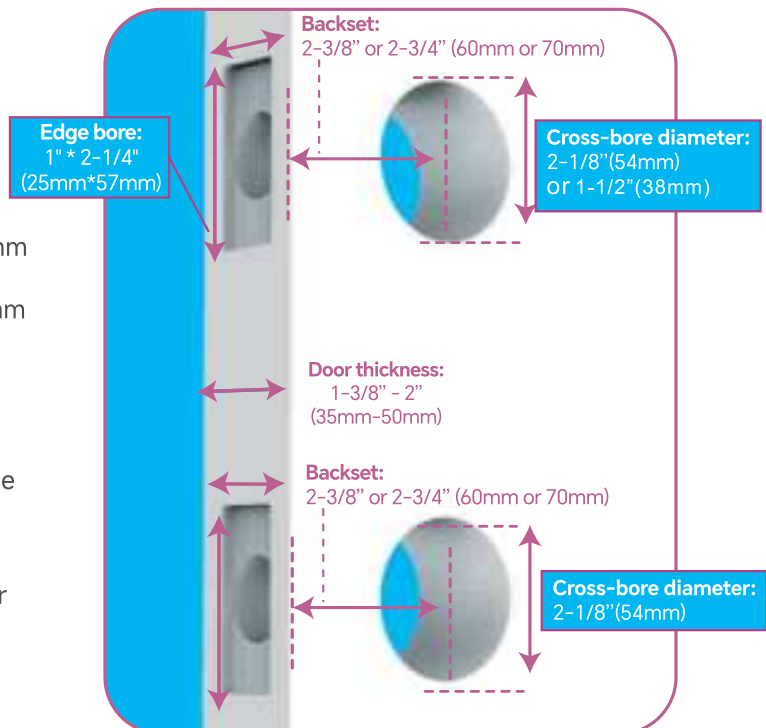 Backset:
2-3/8” or 2-3/4” (60mm or 70mm)
Edge bore:
1" * 2-1/4"
(25mm*57mm)
Cross-bore diameter:
2-1/8”(54mm)
or 1-1/2”(38mm)
Door thickness:
1-3/8” - 2”
(35mm-50mm)
Backset:
2-3/8” or 2-3/4” (60mm or 70mm)
Cross-bore diameter:
2-1/8”(54mm)